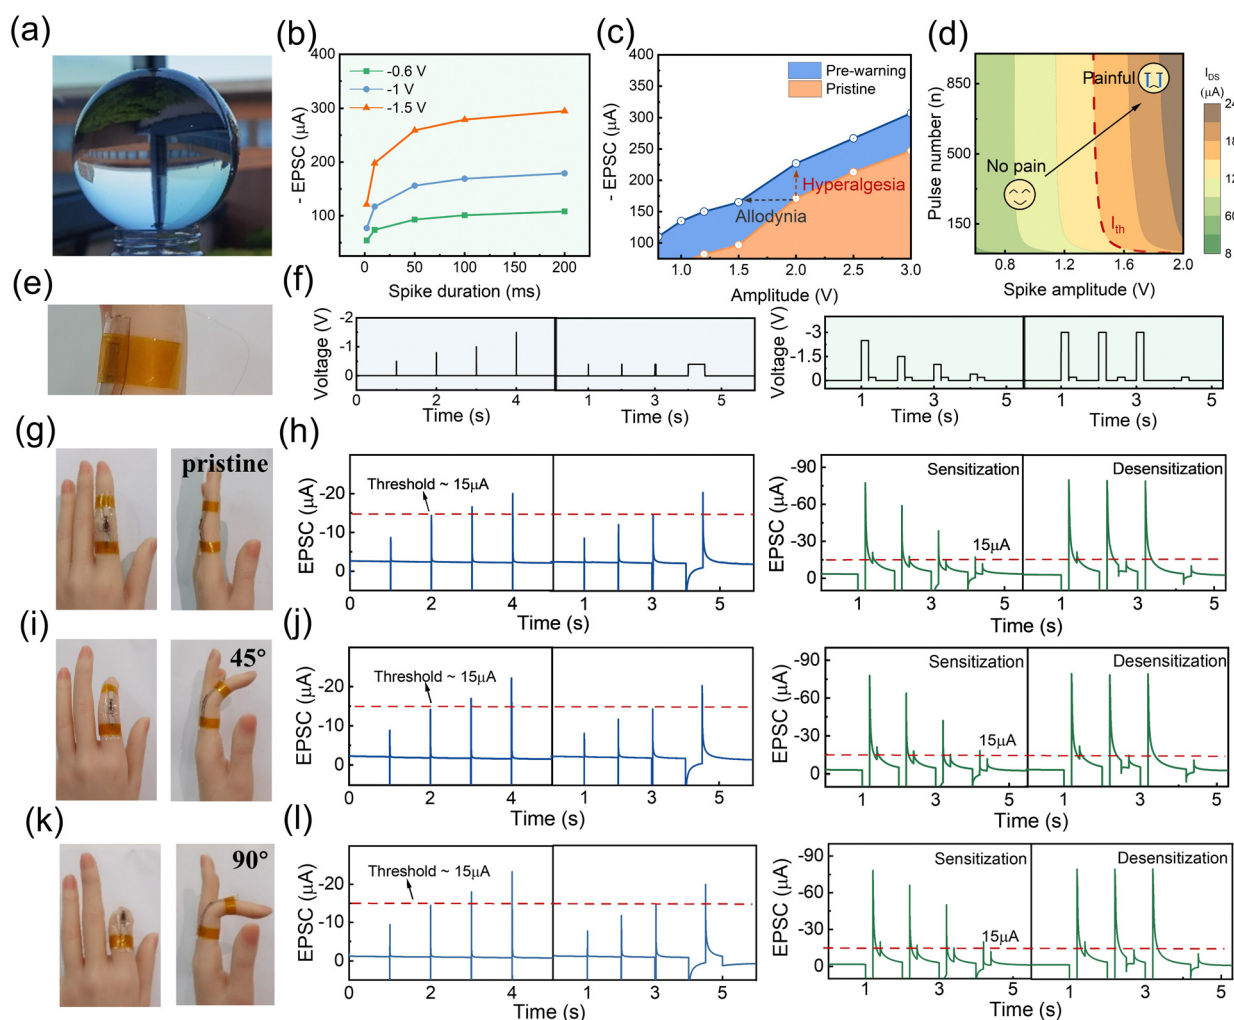 (a)
(b)
- EPSC (μA)
400
300
200
100
-0.6 V
-1 V
-1.5 V
0
50
100
150
200
Spike duration (ms)
(c)
- EPSC (μA)
400
350
300
250
200
150
100
Pre-warning
Pristine
Hyperalgesia
Allodynia
1.0
1.5
2.0
2.5
3.0
Amplitude (V)
(d)
Pulse number (n)
850
500
150
Painful
No pain
Ith
0.8
1.2
1.6
2.0
Spike amplitude (V)
IDS
(μA)
24
18
12
60
8
(e)
(f)
Voltage (V)
-2
-1
0
2
4
1
3
5
Time (s)
Time (s)
Voltage (V)
-3
-1.5
0
1
3
5
1
3
5
Time (s)
Time (s)
(g)
pristine
(h)
EPSC (μA)
-20
-10
0
Threshold ~ 15μA
0
2
4
1
3
5
Time (s)
Time (s)
EPSC (μA)
-90
-60
-30
0
Sensitization
Desensitization
15μA
1
3
5
1
3
5
Time (s)
Time (s)
(i)
45°
(j)
EPSC (μA)
-20
-10
0
Threshold ~ 15μA
0
2
4
1
3
5
Time (s)
Time (s)
EPSC (μA)
-90
-60
-30
0
Sensitization
Desensitization
15μA
1
3
5
1
3
5
Time (s)
Time (s)
(k)
90°
(l)
EPSC (μA)
-20
-10
0
Threshold ~ 15μA
0
2
4
1
3
5
Time (s)
Time (s)
EPSC (μA)
-90
-60
-30
0
Sensitization
Desensitization
15μA
1
3
5
1
3
5
Time (s)
Time (s)